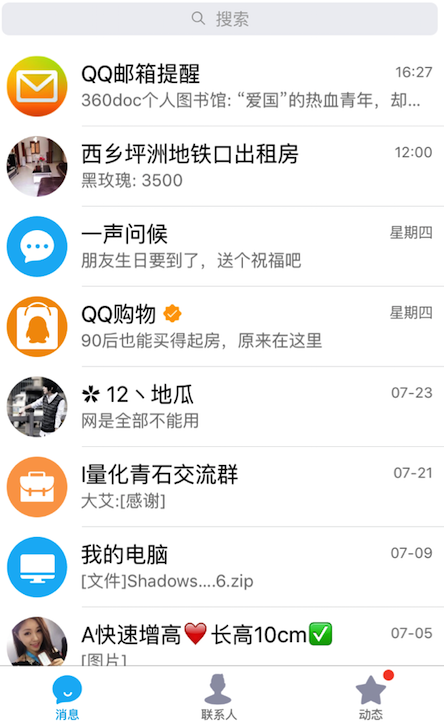 搜索
QQ邮箱提醒 16:27
360doc个人图书馆: “爱国”的热血青年，却...
西乡坪洲地铁口出租房 12:00
黑玫瑰: 3500
一声问候 星期四
朋友生日要到了，送个祝福吧
QQ购物 星期四
90后也能买得起房，原来在这里
✲ 12丶地瓜 07-23
网是全部不能用
I量化青石交流群 07-21
大艾:[感谢]
我的电脑 07-09
[文件]Shadows....6.zip
A快速增高❤️长高10cm✅ 07-05
[图片]
消息 联系人 动态